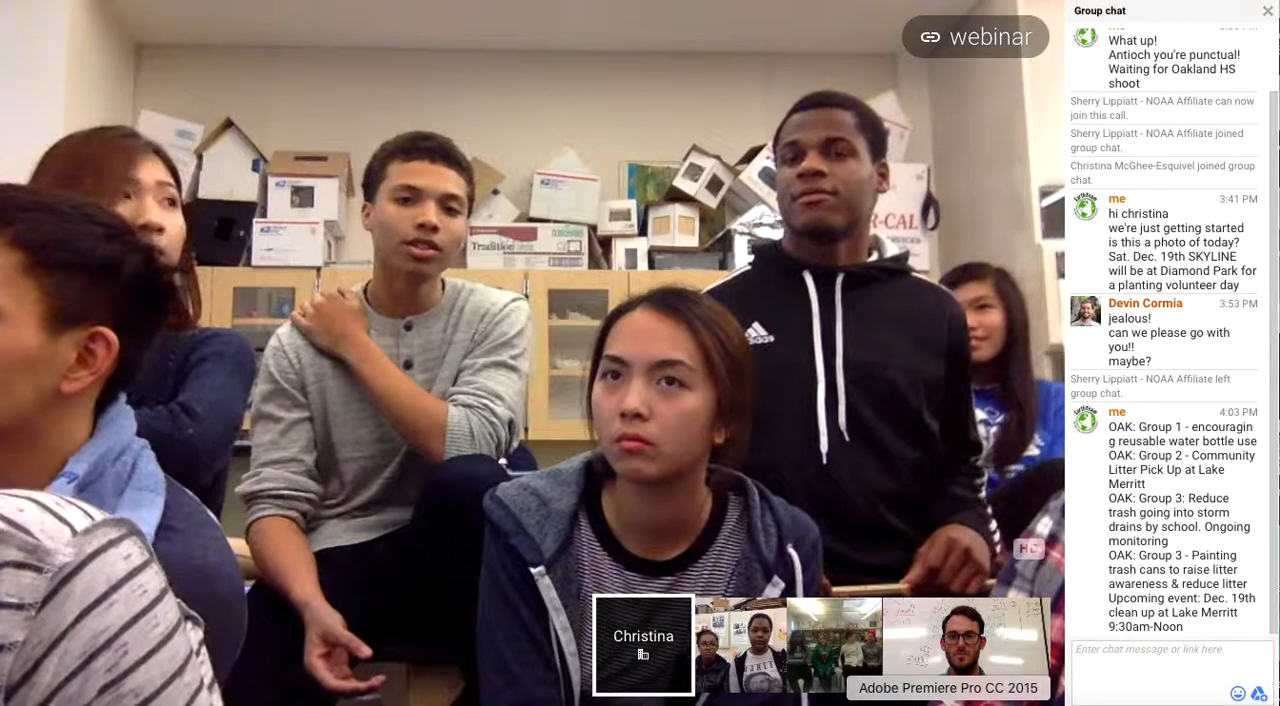 Group chat
webinar
What up!
Antioch you're punctual!
Waiting for Oakland HS
shoot
Sherry Lippiatt - NOAA Affiliate can now
join this call.
Sherry Lippiatt - NOAA Affiliate joined
group chat.
Christina McGhee-Esquivel joined group
chat.
me 3:41 PM
hi christina
we're just getting started
is this a photo of today?
Sat. Dec. 19th SKYLINE
will be at Diamond Park for
a planting volunteer day
Devin Cormia 3:53 PM
jealous!
can we please go with
you!!
maybe?
Sherry Lippiatt - NOAA Affiliate left
group chat.
me 4:03 PM
OAK: Group 1 - encouragin
g reusable water bottle use
OAK: Group 2 - Community
Litter Pick Up at Lake
Merritt
OAK: Group 3: Reduce
trash going into storm
drains by school. Ongoing
monitoring
OAK: Group 3 - Painting
trash cans to raise litter
awareness & reduce litter
Upcoming event: Dec. 19th
clean up at Lake Merritt
9:30am-Noon
Enter chat message or link here
Tradition
R-CAL
adidas
HD
Christina
Adobe Premiere Pro CC 2015